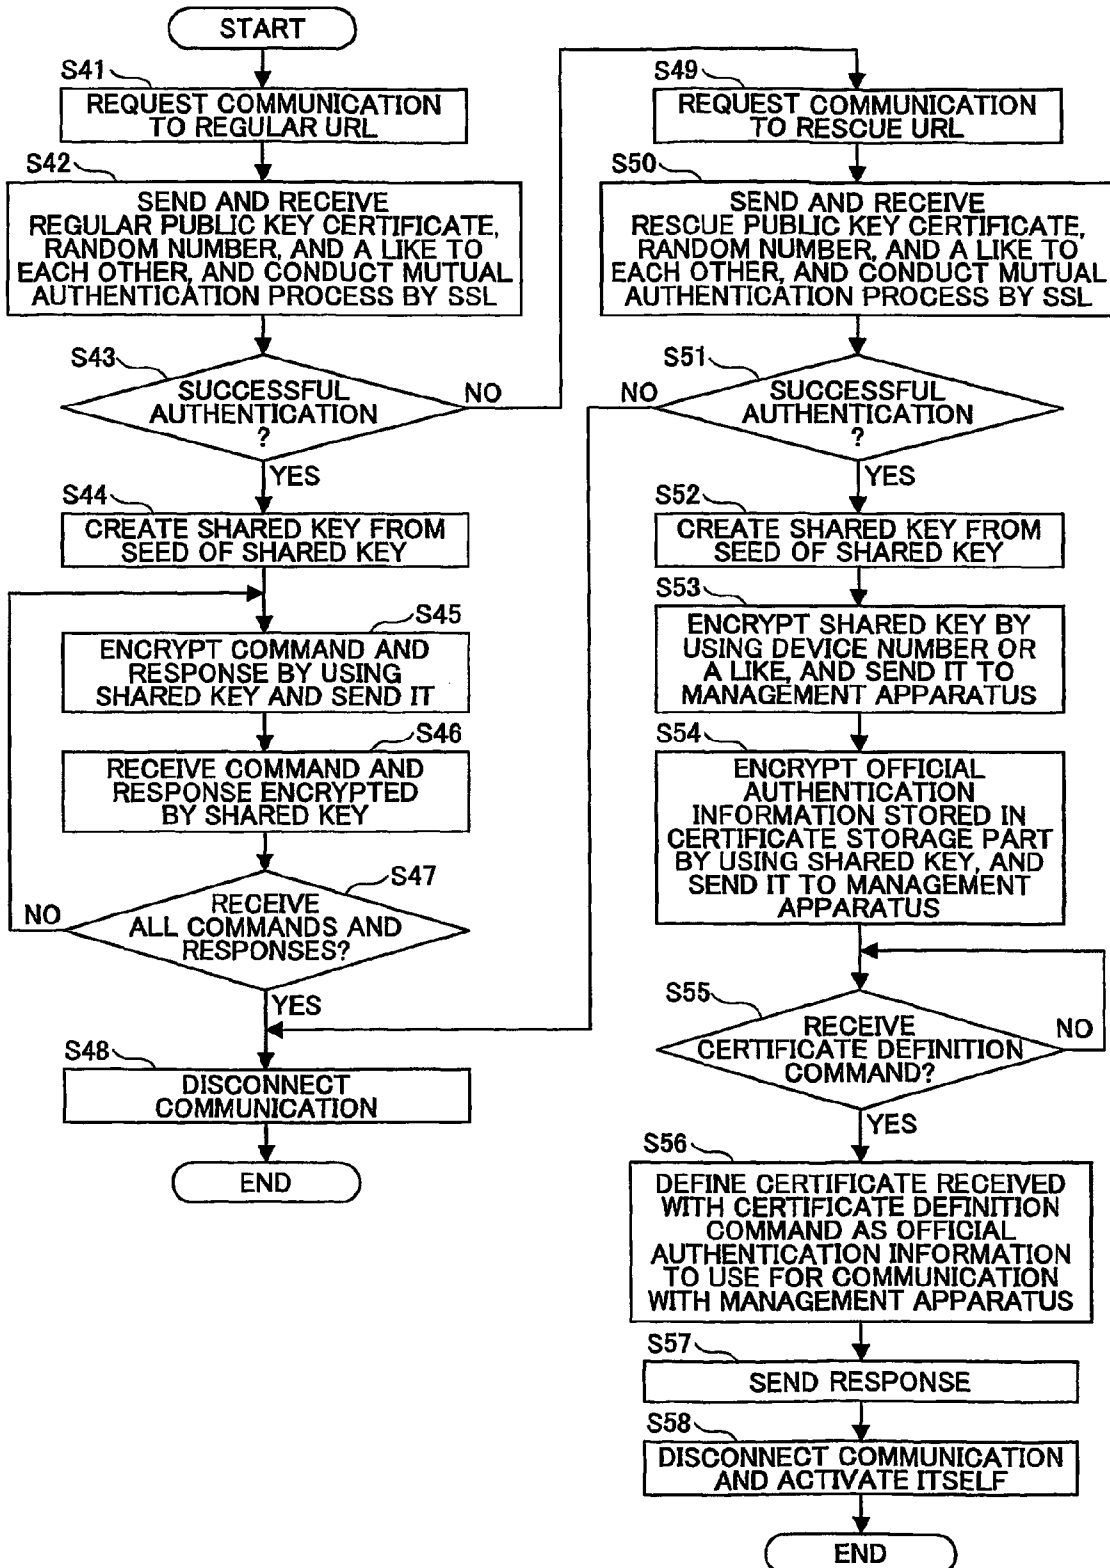 START
S41
REQUEST COMMUNICATION
TO REGULAR URL
S42
SEND AND RECEIVE
REGULAR PUBLIC KEY CERTIFICATE,
RANDOM NUMBER, AND A LIKE TO
EACH OTHER, AND CONDUCT MUTUAL
AUTHENTICATION PROCESS BY SSL
S43
SUCCESSFUL
AUTHENTICATION
?
NO
YES
S44
CREATE SHARED KEY FROM
SEED OF SHARED KEY
S45
ENCRYPT COMMAND AND
RESPONSE BY USING
SHARED KEY AND SEND IT
S46
RECEIVE COMMAND AND
RESPONSE ENCRYPTED
BY SHARED KEY
S47
RECEIVE
ALL COMMANDS AND
RESPONSES?
NO
YES
S48
DISCONNECT
COMMUNICATION
END
S49
REQUEST COMMUNICATION
TO RESCUE URL
S50
SEND AND RECEIVE
RESCUE PUBLIC KEY CERTIFICATE,
RANDOM NUMBER, AND A LIKE TO
EACH OTHER, AND CONDUCT MUTUAL
AUTHENTICATION PROCESS BY SSL
S51
NO
SUCCESSFUL
AUTHENTICATION
?
YES
S52
CREATE SHARED KEY FROM
SEED OF SHARED KEY
S53
ENCRYPT SHARED KEY BY
USING DEVICE NUMBER OR
A LIKE, AND SEND IT TO
MANAGEMENT APPARATUS
S54
ENCRYPT OFFICIAL
AUTHENTICATION
INFORMATION STORED IN
CERTIFICATE STORAGE PART
BY USING SHARED KEY, AND
SEND IT TO MANAGEMENT
APPARATUS
S55
RECEIVE
CERTIFICATE DEFINITION
COMMAND?
NO
YES
S56
DEFINE CERTIFICATE RECEIVED
WITH CERTIFICATE DEFINITION
COMMAND AS OFFICIAL
AUTHENTICATION INFORMATION
TO USE FOR COMMUNICATION
WITH MANAGEMENT APPARATUS
S57
SEND RESPONSE
S58
DISCONNECT COMMUNICATION
AND ACTIVATE ITSELF
END